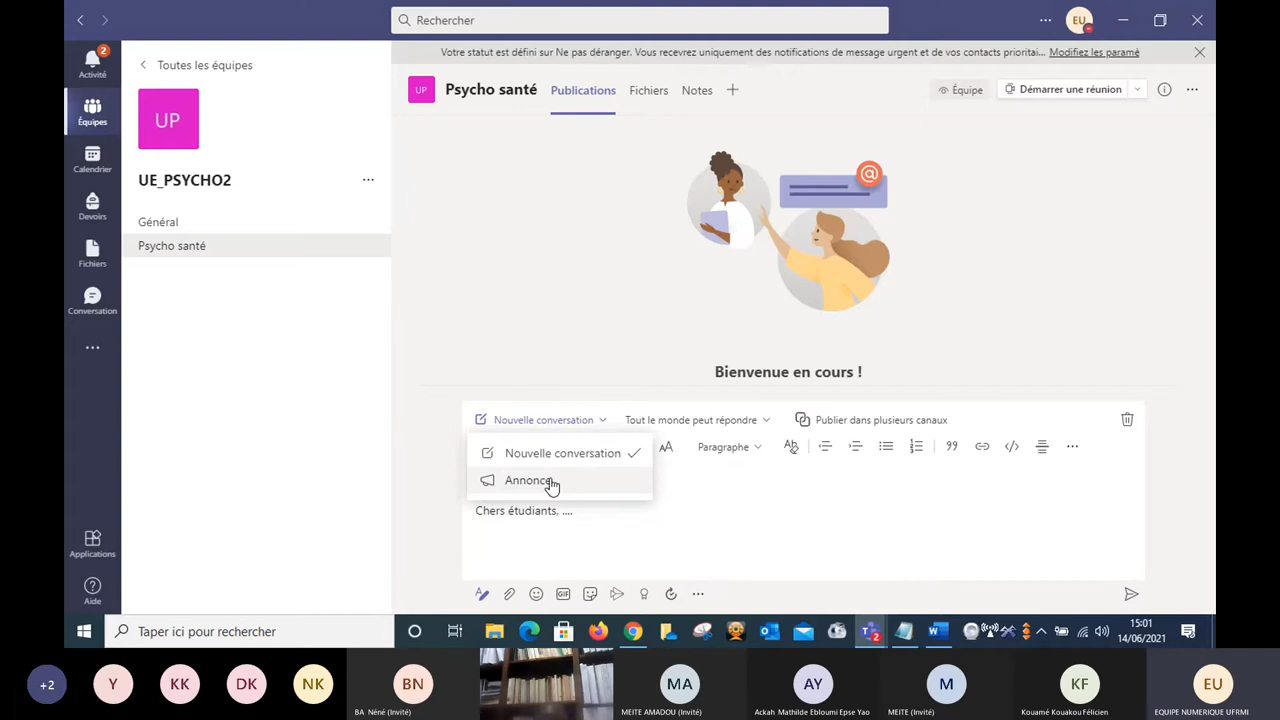 Rechercher
EU
Votre statut est défini sur Ne pas déranger. Vous recevrez uniquement des notifications de message urgent et de vos contacts prioritai... Modifiez les paramé
2
Activité
Équipes
Calendrier
Devoirs
Fichiers
Conversation
Applications
Aide
Toutes les équipes
UP
UE_PSYCHO2
Général
Psycho santé
UP
Psycho santé
Publications
Fichiers
Notes
Équipe
Démarrer une réunion
@
Bienvenue en cours !
Nouvelle conversation
Tout le monde peut répondre
Publier dans plusieurs canaux
Nouvelle conversation
Annonce
AA
Paragraphe
Chers étudiants, ....
GIF
Taper ici pour rechercher
2
15:01
14/06/2021
+2
Y
KK
DK
NK
BN
BA Néné (Invité)
MA
MEITE AMADOU (Invité)
AY
Ackah Mathilde Ebloumi Epse Yao
M
MEITE (Invité)
KF
Kouamé Kouakou Félicien
EU
EQUIPE NUMERIQUE UFRMI